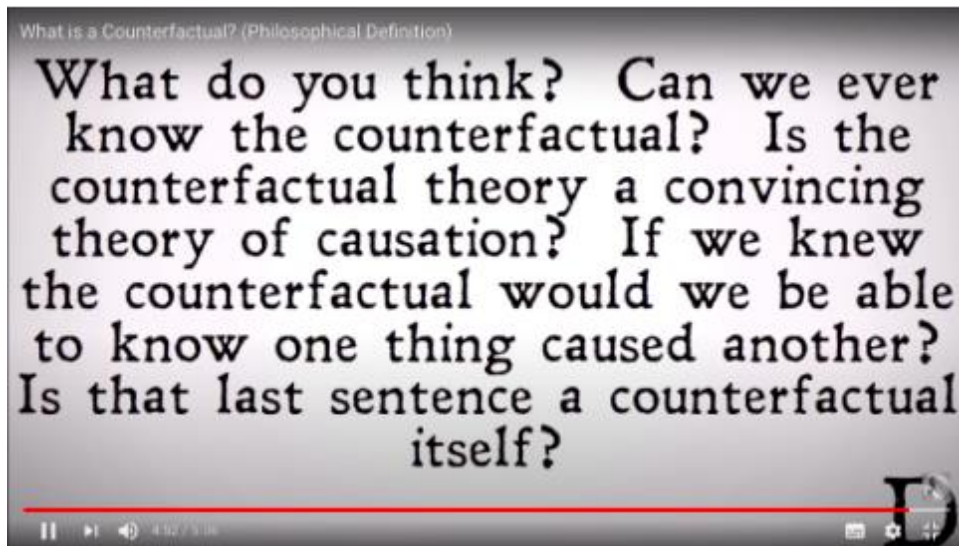 What is a Counterfactual? (Philosophical Definition)
What do you think? Can we ever
know the counterfactual? Is the
counterfactual theory a convincing
theory of causation? If we knew
the counterfactual would we be able
to know one thing caused another?
Is that last sentence a counterfactual
itself?
D